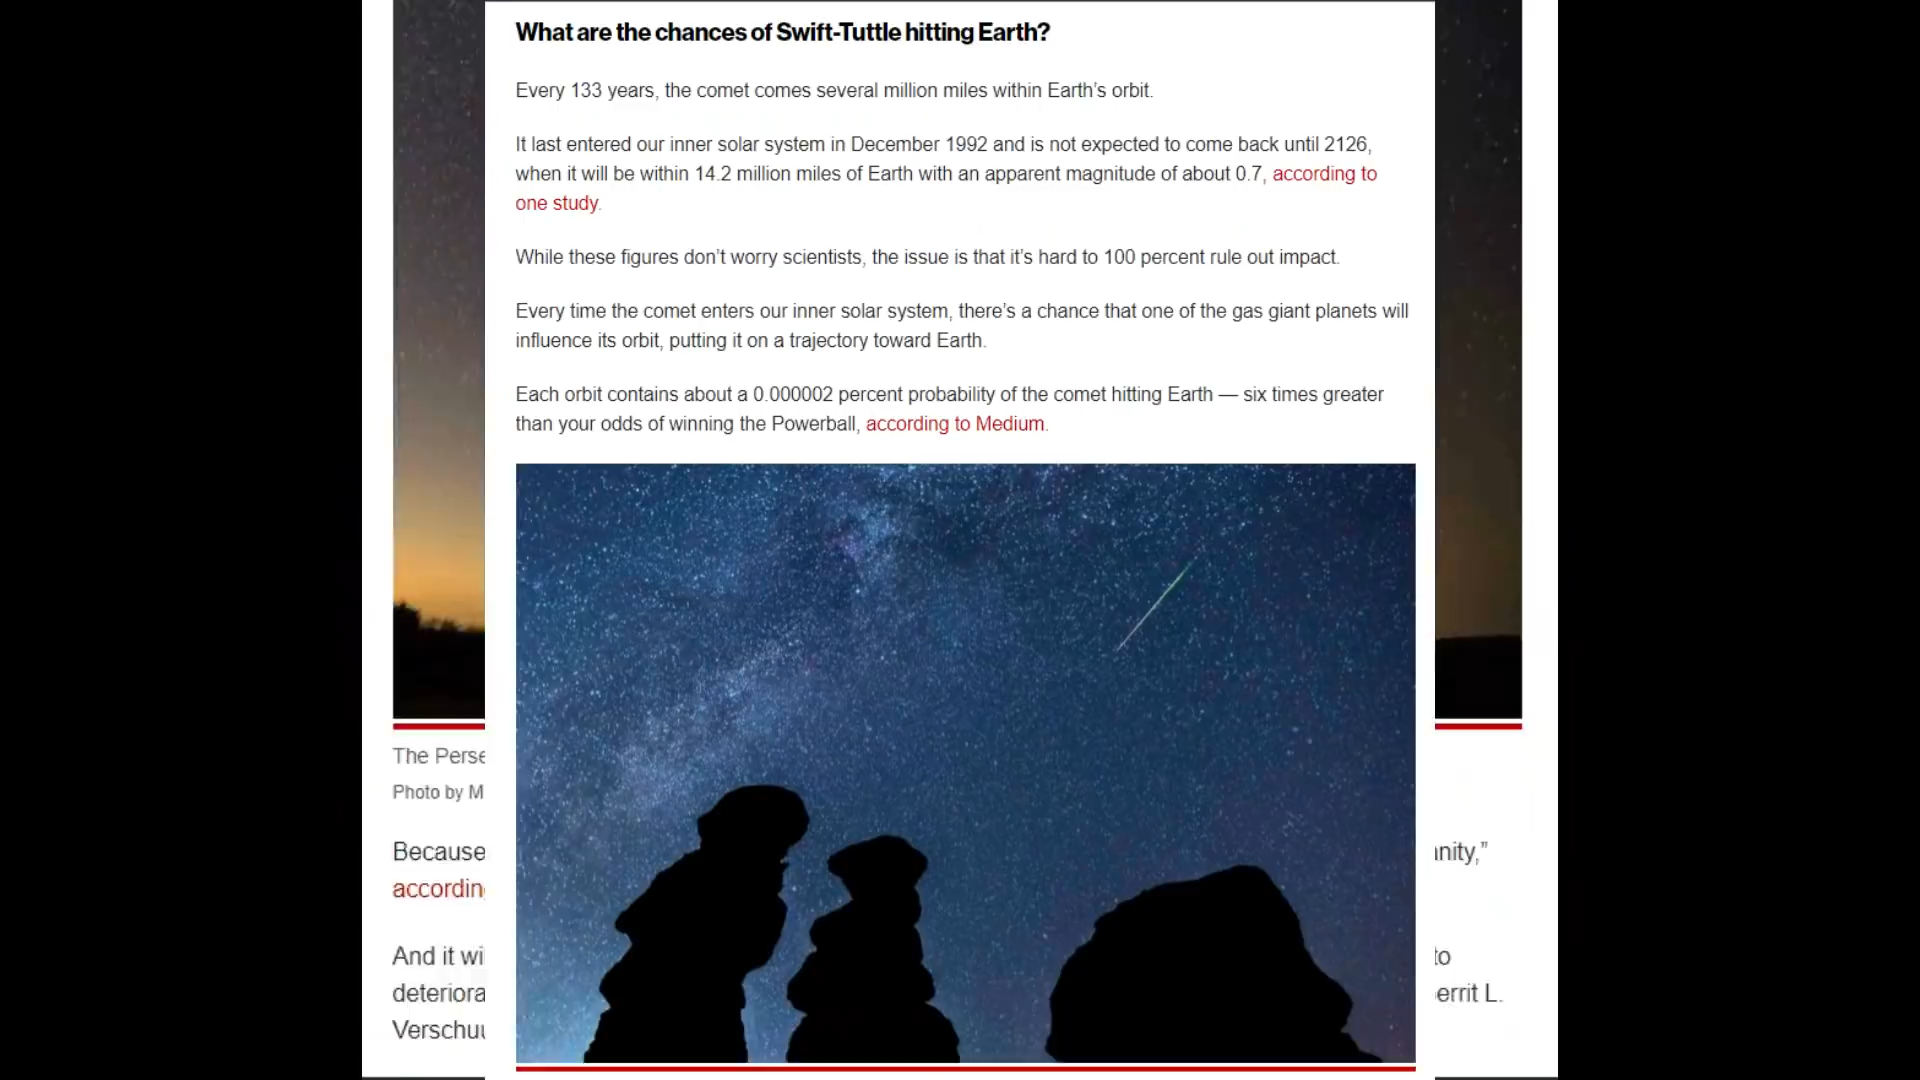 What are the chances of Swift-Tuttle hitting Earth?
Every 133 years, the comet comes several million miles within Earth’s orbit.
It last entered our inner solar system in December 1992 and is not expected to come back until 2126,
when it will be within 14.2 million miles of Earth with an apparent magnitude of about 0.7, according to
one study.
While these figures don’t worry scientists, the issue is that it’s hard to 100 percent rule out impact.
Every time the comet enters our inner solar system, there’s a chance that one of the gas giant planets will
influence its orbit, putting it on a trajectory toward Earth.
Each orbit contains about a 0.000002 percent probability of the comet hitting Earth — six times greater
than your odds of winning the Powerball, according to Medium.
The Perse
Photo by M
Because
nity,”
accordin
And it wi
to
deteriora
errit L.
Verschu